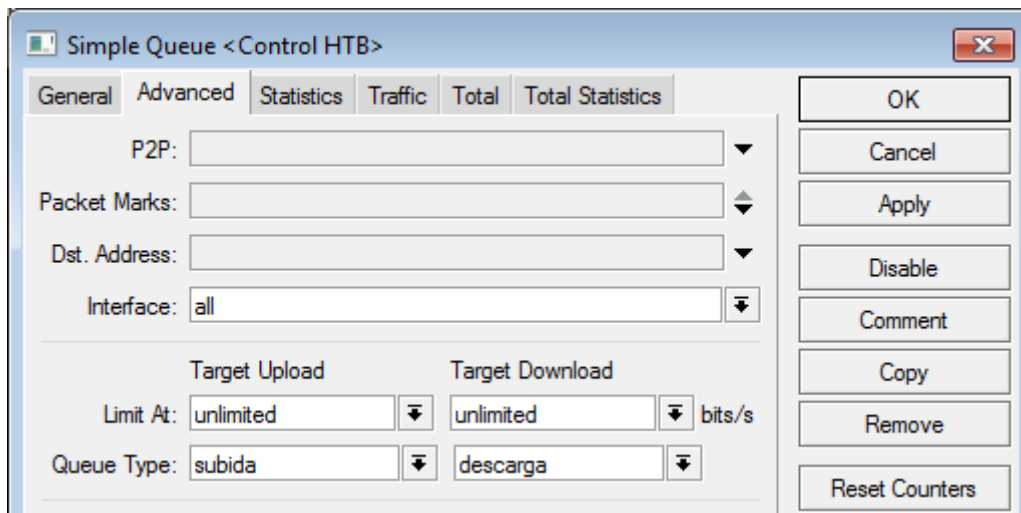 Simple Queue <Control HTB>
General Advanced Statistics Traffic Total Total Statistics
P2P:
Packet Marks:
Dst. Address:
Interface: all
Target Upload Target Download
Limit At: unlimited unlimited bits/s
Queue Type: subida descarga
OK
Cancel
Apply
Disable
Comment
Copy
Remove
Reset Counters